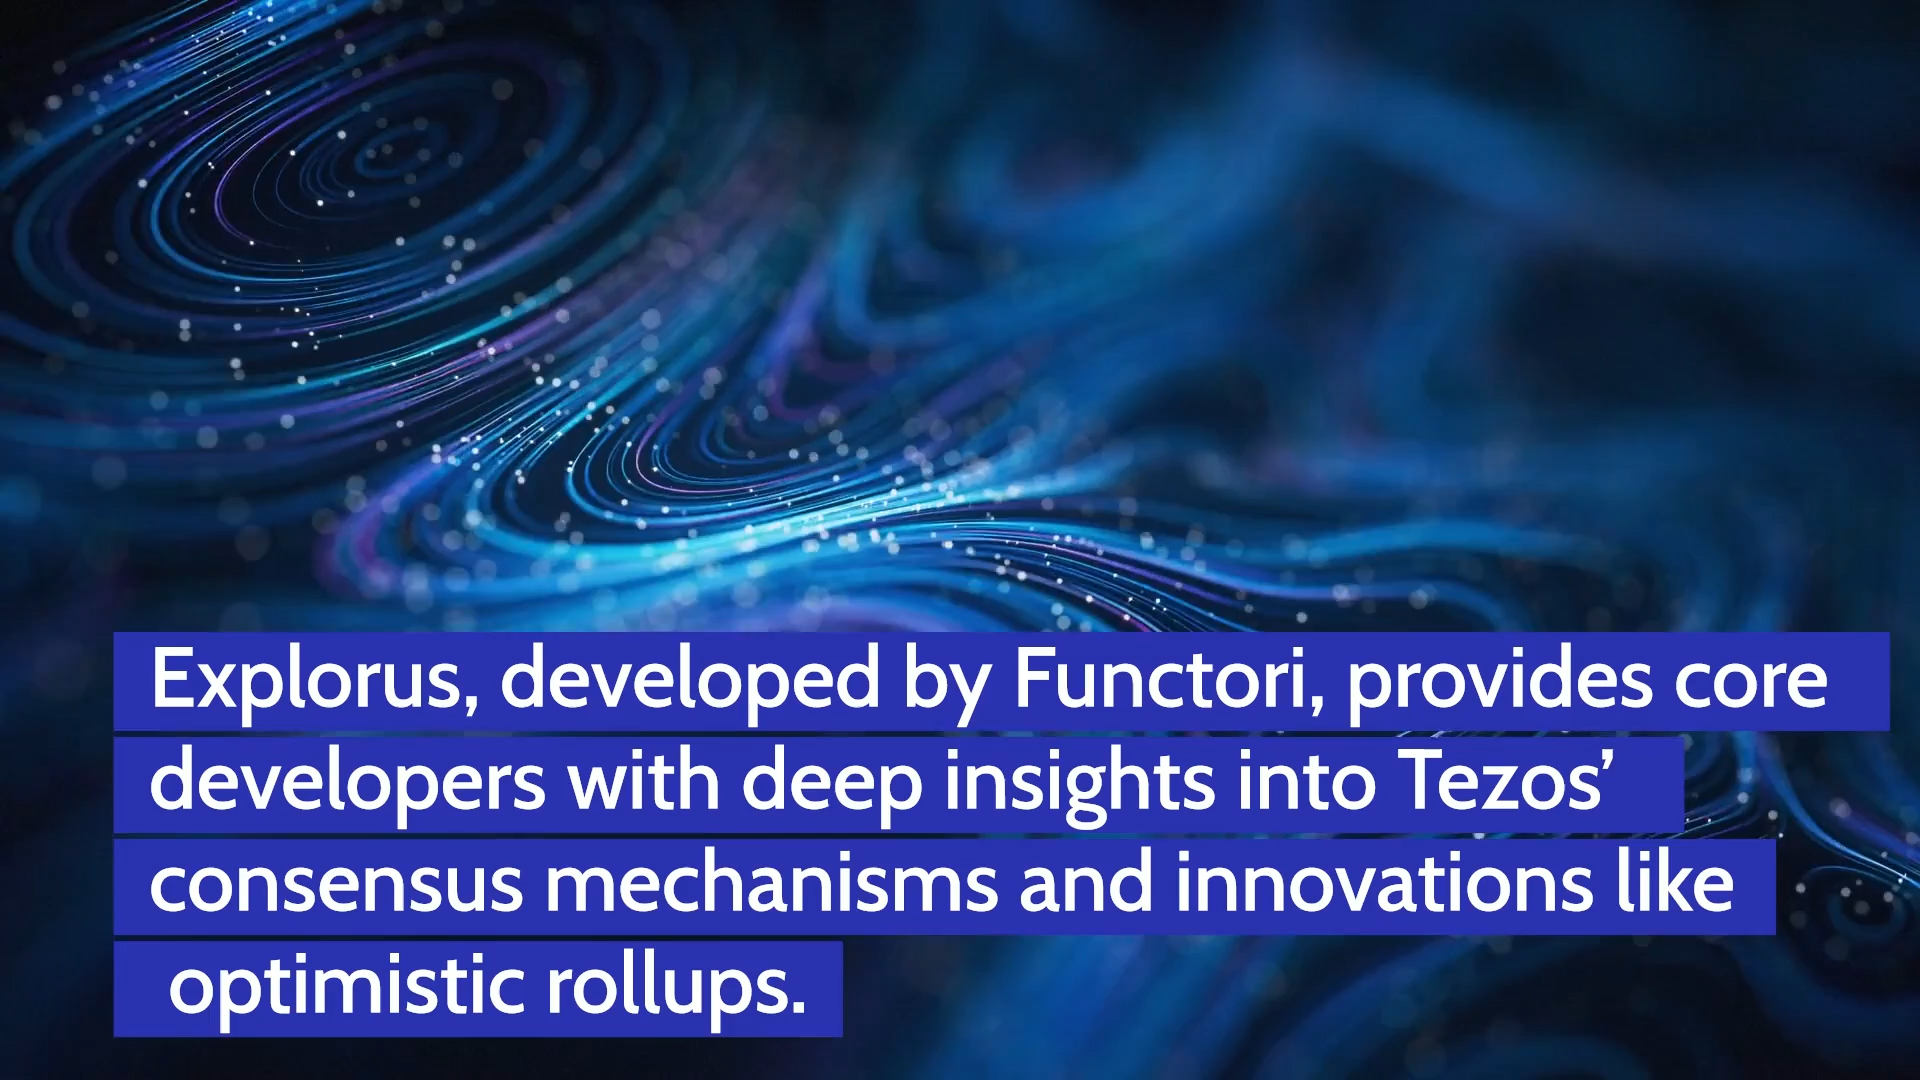 Explorus, developed by Functori, provides core
developers with deep insights into Tezos’
consensus mechanisms and innovations like
optimistic rollups.